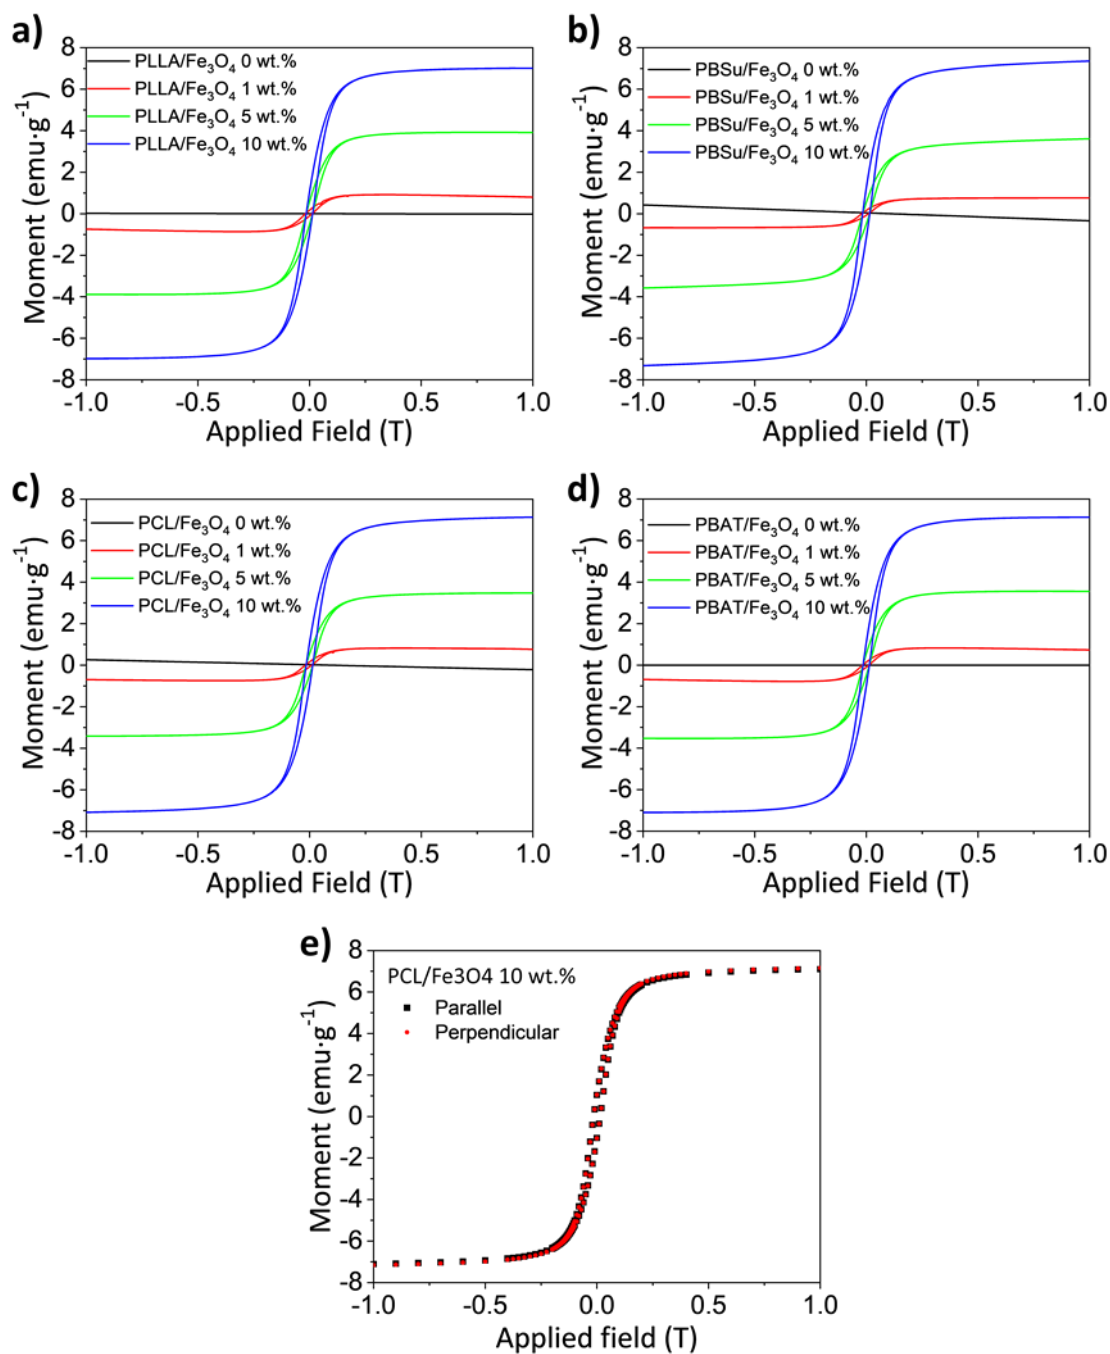 a)
PLLA/Fe₃O₄ 0 wt.%
PLLA/Fe₃O₄ 1 wt.%
PLLA/Fe₃O₄ 5 wt.%
PLLA/Fe₃O₄ 10 wt.%
Moment (emu·g⁻¹)
8
6
4
2
0
-2
-4
-6
-8
-1.0 -0.5 0.0 0.5 1.0
Applied Field (T)
b)
PBSu/Fe₃O₄ 0 wt.%
PBSu/Fe₃O₄ 1 wt.%
PBSu/Fe₃O₄ 5 wt.%
PBSu/Fe₃O₄ 10 wt.%
Moment (emu·g⁻¹)
8
6
4
2
0
-2
-4
-6
-8
-1.0 -0.5 0.0 0.5 1.0
Applied Field (T)
c)
PCL/Fe₃O₄ 0 wt.%
PCL/Fe₃O₄ 1 wt.%
PCL/Fe₃O₄ 5 wt.%
PCL/Fe₃O₄ 10 wt.%
Moment (emu·g⁻¹)
8
6
4
2
0
-2
-4
-6
-8
-1.0 -0.5 0.0 0.5 1.0
Applied Field (T)
d)
PBAT/Fe₃O₄ 0 wt.%
PBAT/Fe₃O₄ 1 wt.%
PBAT/Fe₃O₄ 5 wt.%
PBAT/Fe₃O₄ 10 wt.%
Moment (emu·g⁻¹)
8
6
4
2
0
-2
-4
-6
-8
-1.0 -0.5 0.0 0.5 1.0
Applied Field (T)
e)
PCL/Fe3O4 10 wt.%
Parallel
Perpendicular
Moment (emu·g⁻¹)
8
6
4
2
0
-2
-4
-6
-8
-1.0 -0.5 0.0 0.5 1.0
Applied field (T)